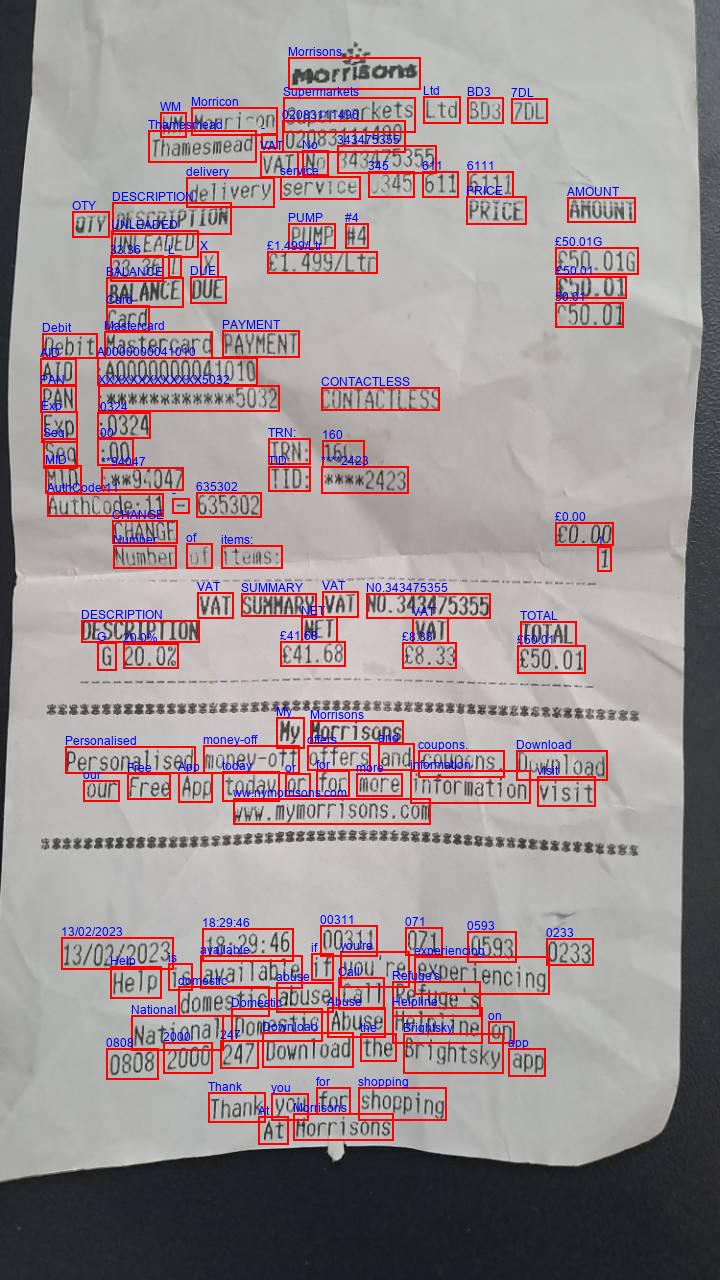 Morrisons
WM Morrison Supermarkets Ltd BD3 7DL
Thamesmead 02083111499
VAT No 343475355
delivery service 0345 611 6111
QTY DESCRIPTION PRICE AMOUNT
UNLEADED PUMP #4
33.36 L X £1.499/Ltr £50.01G
BALANCE DUE £50.01
Card £50.01
Debit Mastercard PAYMENT
AID :A0000000041010
PAN :************5032 CONTACTLESS
Exp :0324
Seq :00 TRN: 160
MID :**94047 TID: ****2423
AuthCode:11 - 635302
CHANGE £0.00
Number of items: 1
VAT SUMMARY VAT NO.343475355
DESCRIPTION NET VAT TOTAL
G 20.0% £41.68 £8.33 £50.01
My Morrisons
Personalised money-off offers and coupons. Download
our Free App today or for more information visit
www.mymorrisons.com
13/02/2023 18:29:46 00311 071 0593 0233
Help is available if you're experiencing
domestic abuse Call Refuge's
National Domestic Abuse Helpline on
0808 2000 247 Download the Brightsky app
Thank you for shopping
At Morrisons